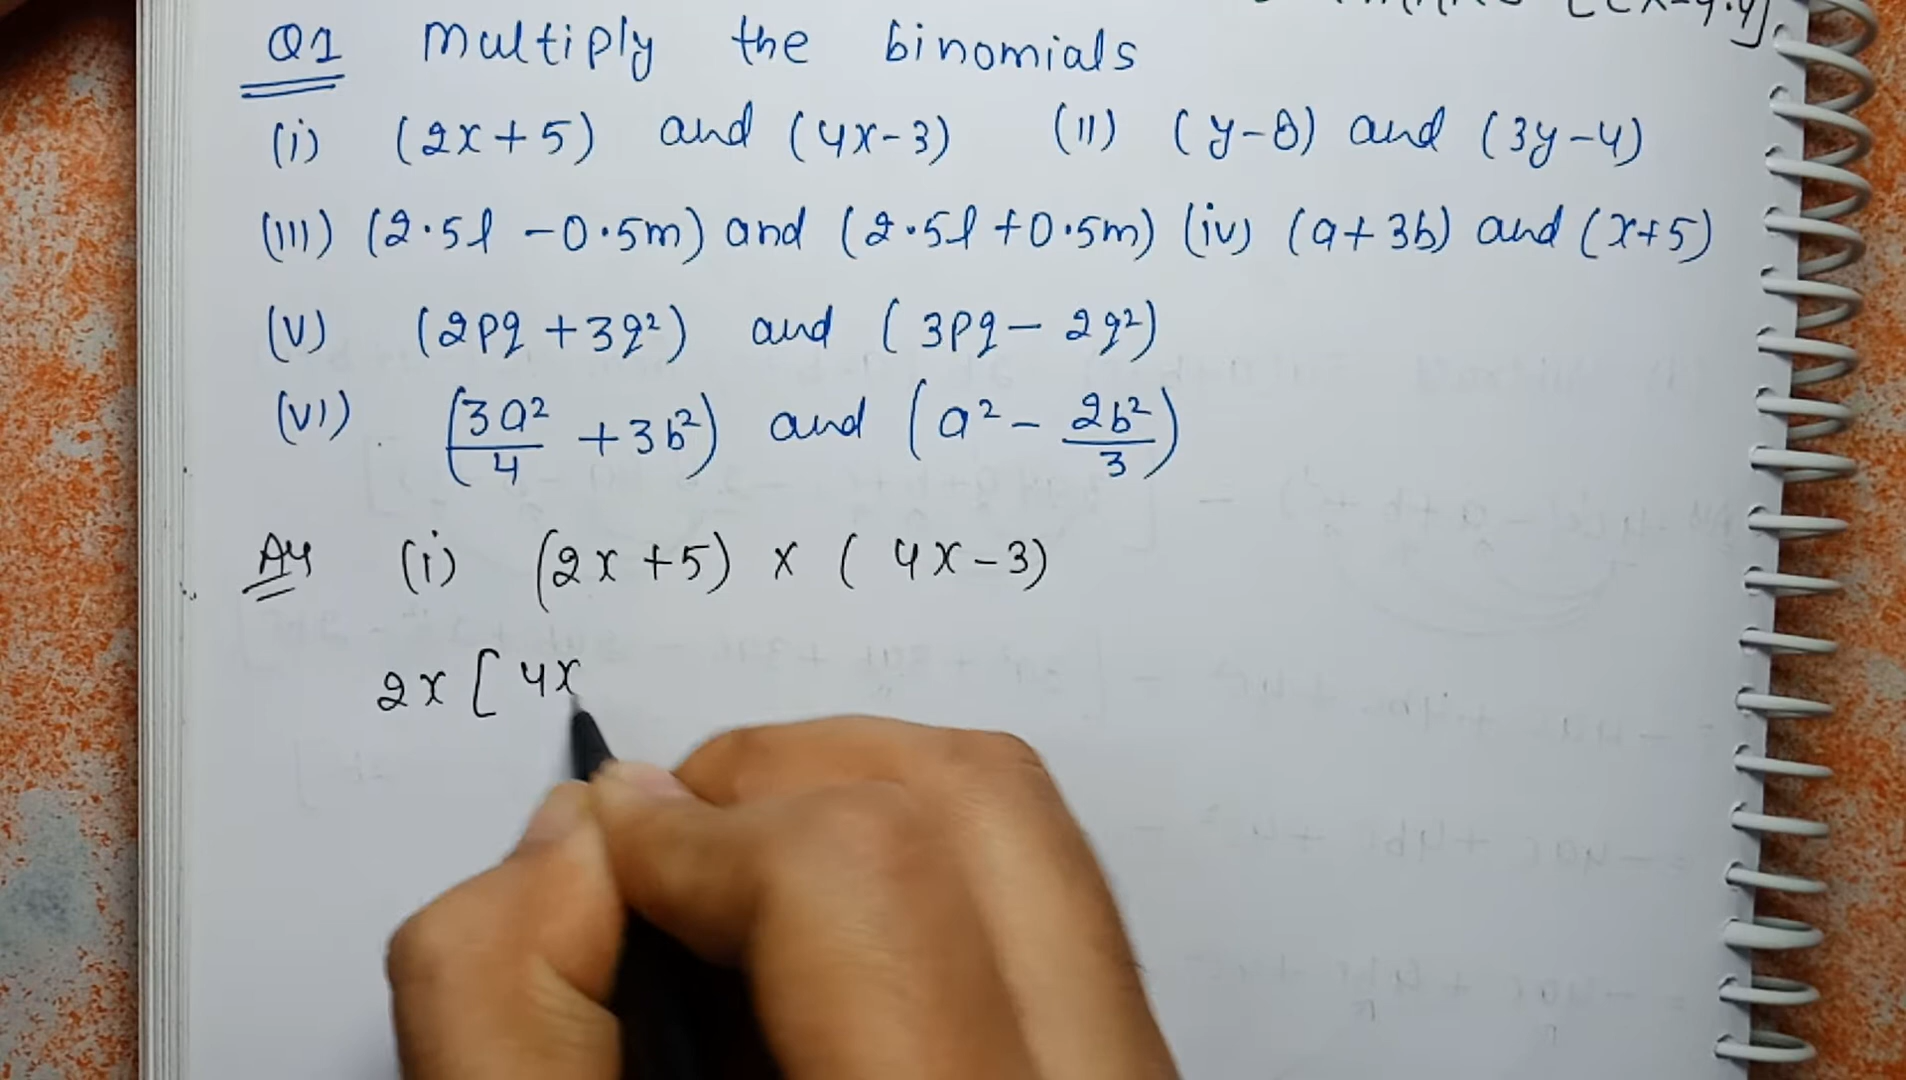 Q1 Multiply the binomials
(i) (2x+5) and (4x-3) (ii) (y-8) and (3y-4)
(iii) (2.5l - 0.5m) and (2.5l + 0.5m) (iv) (a+3b) and (x+5)
(v) (2pq + 3q²) and (3pq - 2q²)
(vi) (3a²/4 + 3b²) and (a² - 2b²/3)
(i) (2x+5) x (4x-3)
2x [4x